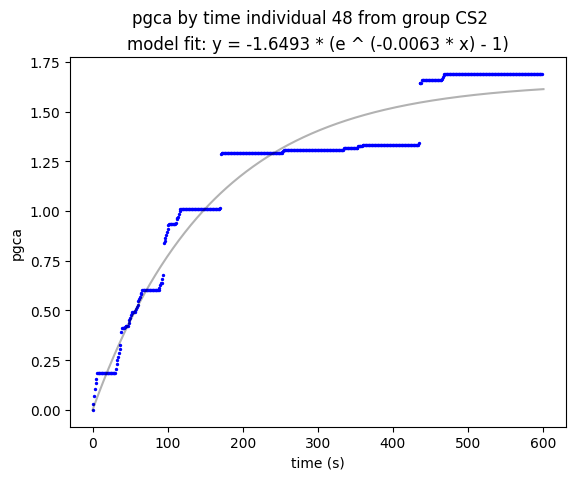 pgca by time individual 48 from group CS2
model fit: y = -1.6493 * (e ^ (-0.0063 * x) - 1)
1.75
1.50
1.25
1.00
0.75
0.50
0.25
0.00
pgca
0 100 200 300 400 500 600
time (s)